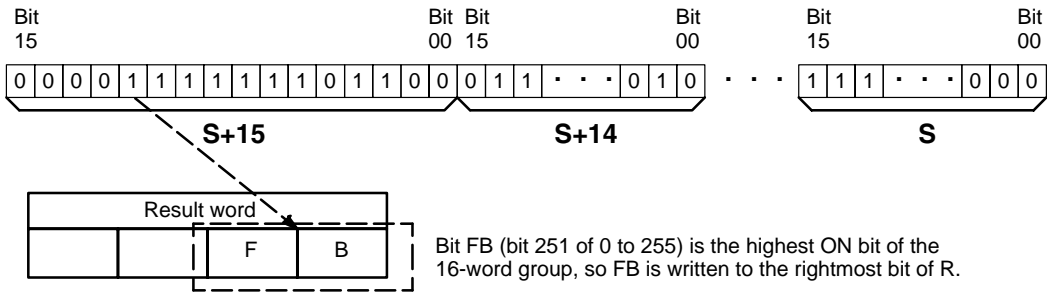 Bit 15 Bit 00 Bit 15 Bit 00 Bit 15 Bit 00
0 0 0 0 1 1 1 1 1 1 1 0 1 1 0 0 0 1 1 · · · 0 1 0 · · · 1 1 1 · · · 0 0 0
S+15 S+14 S
Result word
F B
Bit FB (bit 251 of 0 to 255) is the highest ON bit of the
16-word group, so FB is written to the rightmost bit of R.